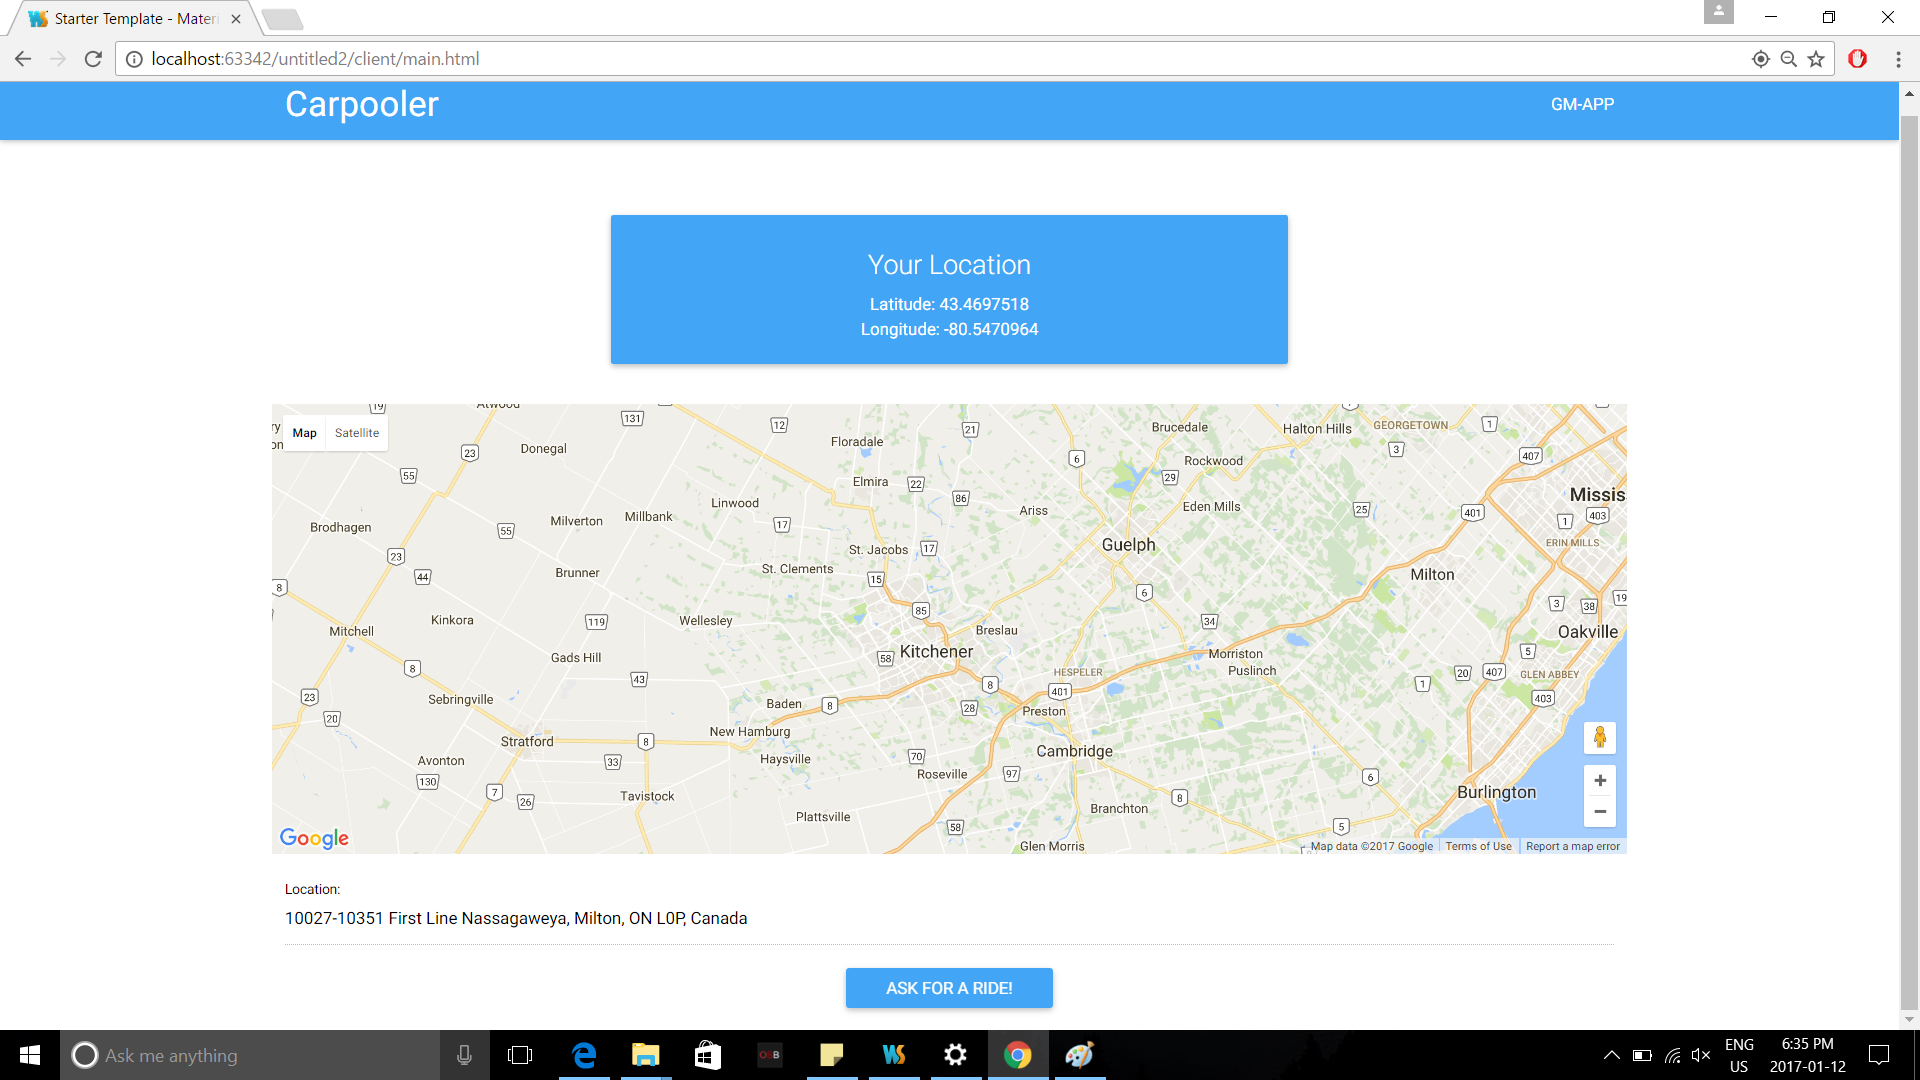 Starter Template - Materi
localhost:63342/untitled2/client/main.html
Carpooler
GM-APP
Your Location
Latitude: 43.4697518
Longitude: -80.5470964
Map
Satellite
19
Atwood
131
12
Floradale
21
Brucedale
Halton Hills
GEORGETOWN
1
Donegal
23
6
Rockwood
3
407
55
Elmira
22
86
29
Linwood
Ariss
Eden Mills
25
401
Missis
1
403
Brodhagen
55
Milverton
Millbank
17
St. Jacobs
17
Guelph
ERIN MILLS
23
44
Brunner
St. Clements
15
6
Milton
8
85
3
38
19
Kinkora
119
Wellesley
Breslau
34
Mitchell
Oakville
Gads Hill
58
Kitchener
Morriston
5
8
43
HESPELER
Puslinch
20
407
GLEN ABBEY
23
Sebringville
Baden
8
8
401
1
403
20
28
Preston
New Hamburg
Stratford
8
Cambridge
Avonton
33
Haysville
70
Roseville
97
6
130
7
26
Tavistock
Branchton
8
Burlington
Plattsville
58
5
Glen Morris
Google
Map data ©2017 Google
Terms of Use
Report a map error
Location:
10027-10351 First Line Nassagaweya, Milton, ON L0P, Canada
ASK FOR A RIDE!
Ask me anything
OSB
WS
ENG
US
6:35 PM
2017-01-12